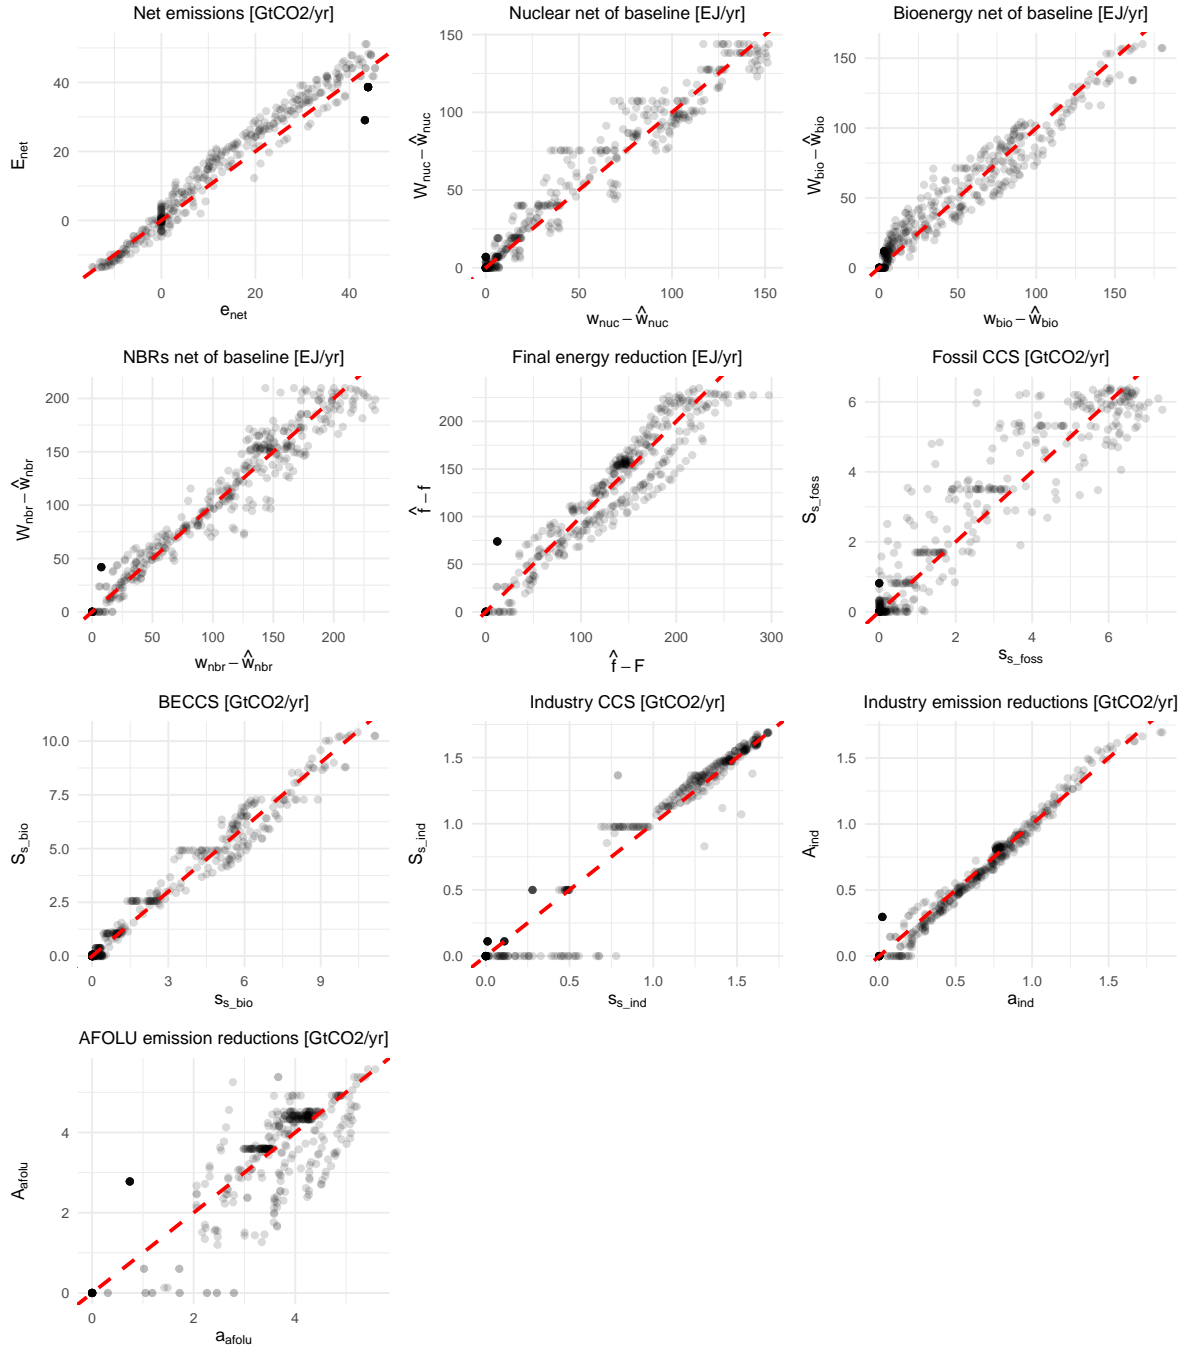 Net emissions [GtCO2/yr]
Nuclear net of baseline [EJ/yr]
Bioenergy net of baseline [EJ/yr]
E_net
40
20
0
0 20 40
e_net
W_nuc − ŵ_nuc
150
100
50
0
0 50 100 150
w_nuc − ŵ_nuc
W_bio − ŵ_bio
150
100
50
0
0 50 100 150
w_bio − ŵ_bio
NBRs net of baseline [EJ/yr]
Final energy reduction [EJ/yr]
Fossil CCS [GtCO2/yr]
W_nbr − ŵ_nbr
200
150
100
50
0
0 50 100 150 200
w_nbr − ŵ_nbr
f̂ − f
200
150
100
50
0
0 100 200 300
f̂ − F
S_s_foss
6
4
2
0
0 2 4 6
s_s_foss
BECCS [GtCO2/yr]
Industry CCS [GtCO2/yr]
Industry emission reductions [GtCO2/yr]
S_s_bio
10.0
7.5
5.0
2.5
0.0
0 3 6 9
s_s_bio
S_s_ind
1.5
1.0
0.5
0.0
0.0 0.5 1.0 1.5
s_s_ind
A_ind
1.5
1.0
0.5
0.0
0.0 0.5 1.0 1.5
a_ind
AFOLU emission reductions [GtCO2/yr]
A_afolu
4
2
0
0 2 4
a_afolu